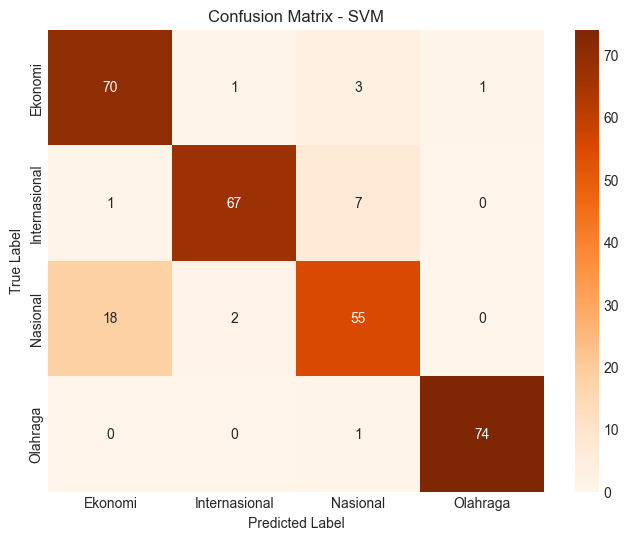 Confusion Matrix - SVM
True Label
Ekonomi 70 1 3 1
Internasional 1 67 7 0
Nasional 18 2 55 0
Olahraga 0 0 1 74
Ekonomi Internasional Nasional Olahraga
Predicted Label
70
60
50
40
30
20
10
0